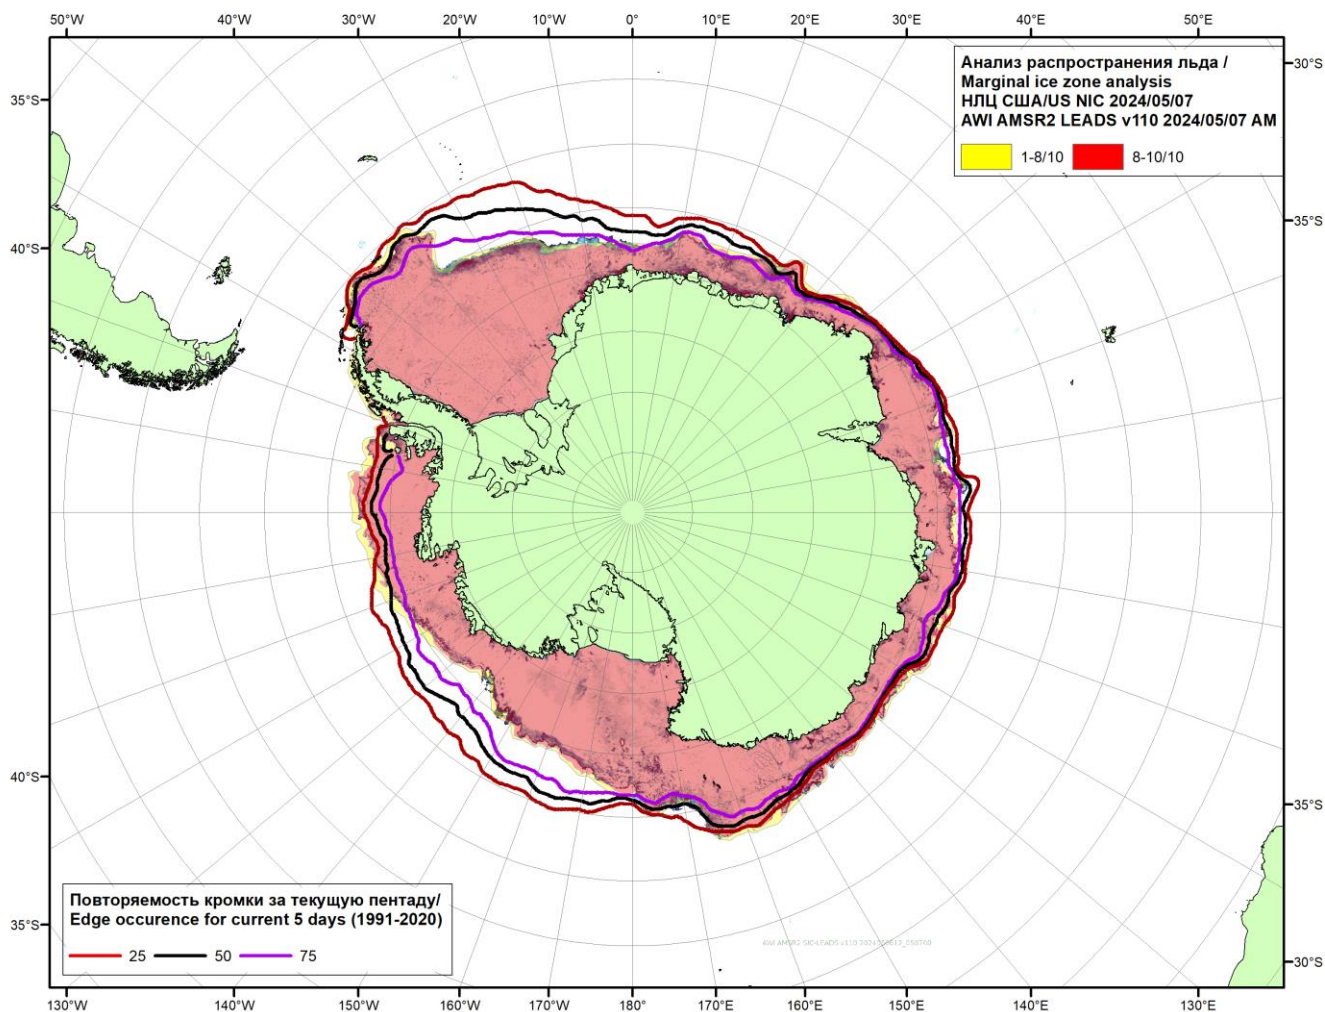 50°W 40°W 30°W 20°W 10°W 0° 10°E 20°E 30°E 40°E 50°E
Анализ распространения льда /
Marginal ice zone analysis
НЛЦ США/US NIC 2024/05/07
AWI AMSR2 LEADS v110 2024/05/07 AM
1-8/10 8-10/10
30°S
35°S
35°S
40°S
40°S
35°S
35°S
30°S
Повторяемость кромки за текущую пентаду/
Edge occurence for current 5 days (1991-2020)
25 50 75
130°W 140°W 150°W 160°W 170°W 180° 170°E 160°E 150°E 140°E 130°E